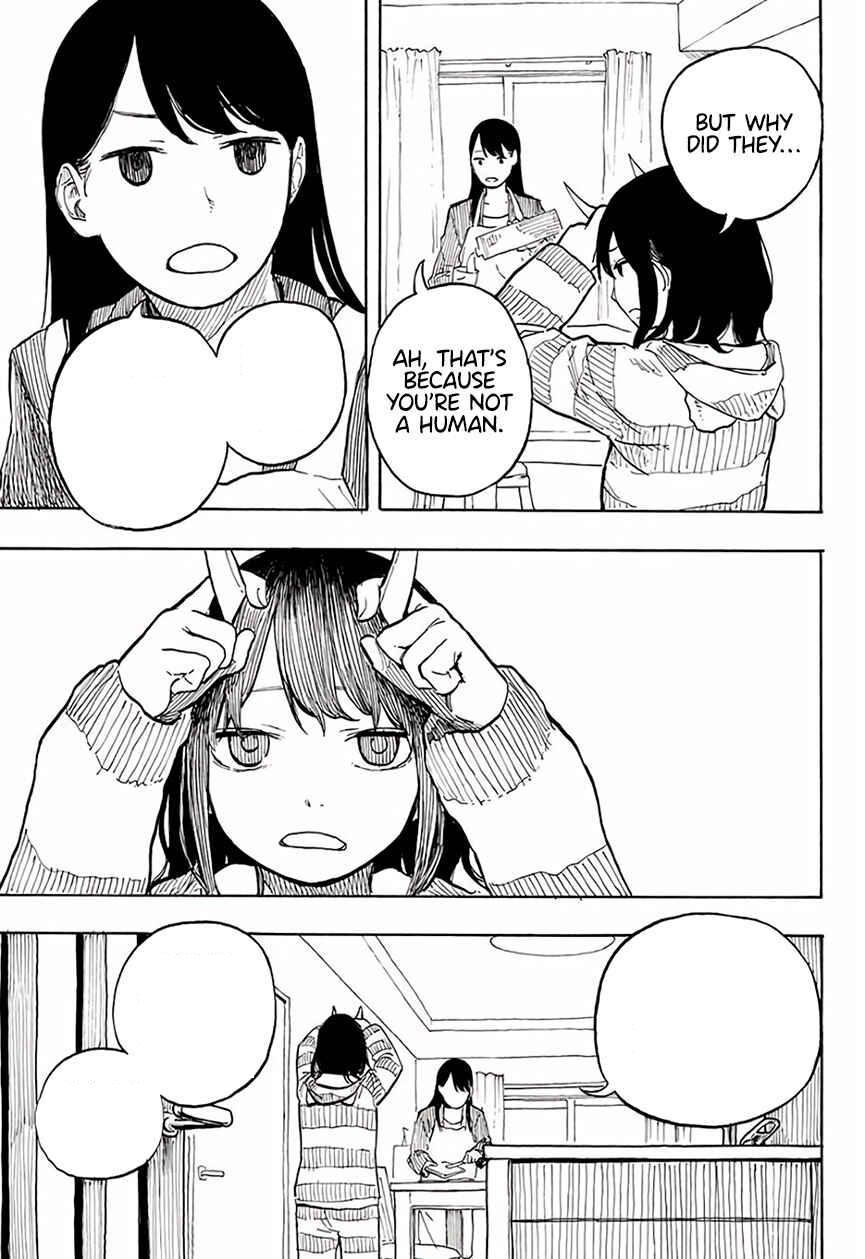 BUT WHY
DID THEY...
AH, THAT'S
BECAUSE
YOU'RE NOT
A HUMAN.